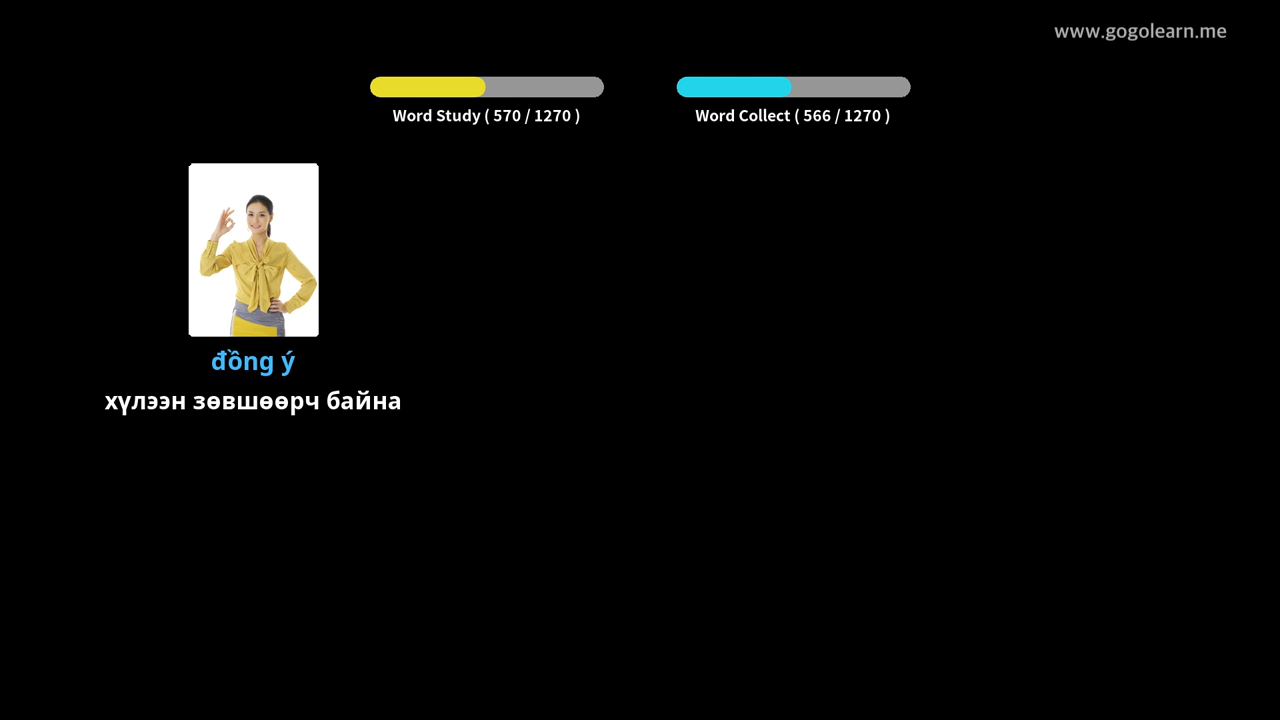 www.gogolearn.me
Word Study ( 570 / 1270 )
Word Collect ( 566 / 1270 )
đồng ý
хүлээн зөвшөөрч байна